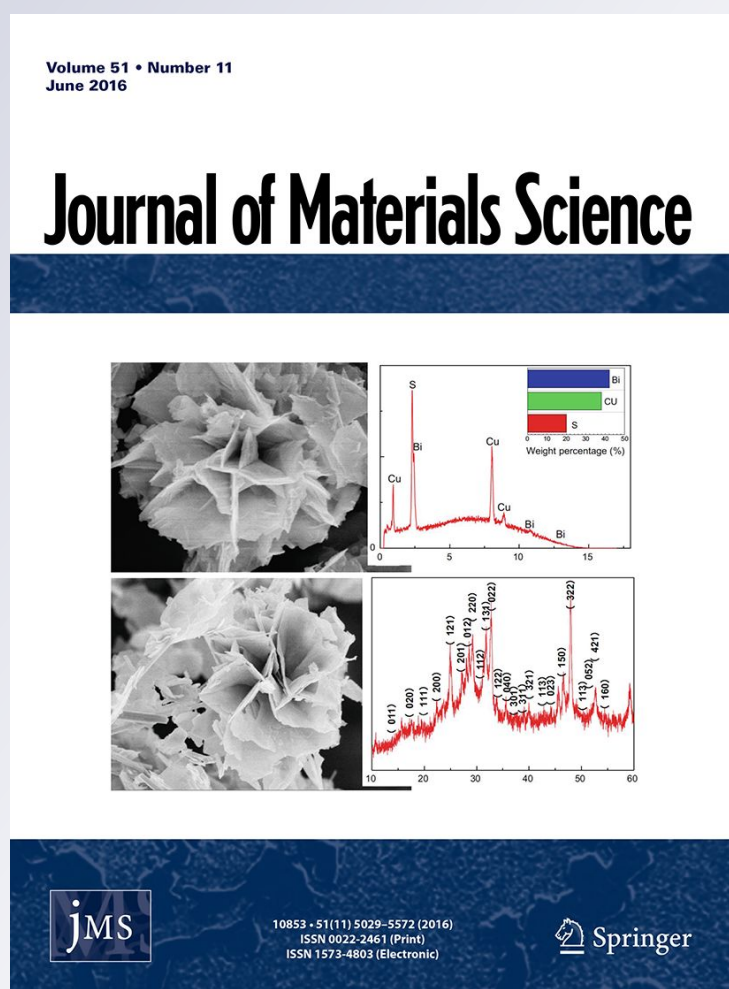 Volume 51 • Number 11
June 2016
Journal of Materials Science
S
Bi
Cu
Cu
Cu
Bi
Bi
0
0 5 10 15
Bi
CU
S
0 10 20 30 40 50
Weight percentage (%)
( 011)
( 020)
( 111)
( 200)
( 121)
( 201)
( 012)
( 220)
( 112)
( 131)
( 022)
( 122)
( 040)
( 301)
( 311)
( 321)
( 113)
( 023)
( 150)
( 322)
( 113)
( 052)
( 421)
( 160)
10 20 30 40 50 60
jMS
10853 • 51(11) 5029–5572 (2016)
ISSN 0022-2461 (Print)
ISSN 1573-4803 (Electronic)
Springer